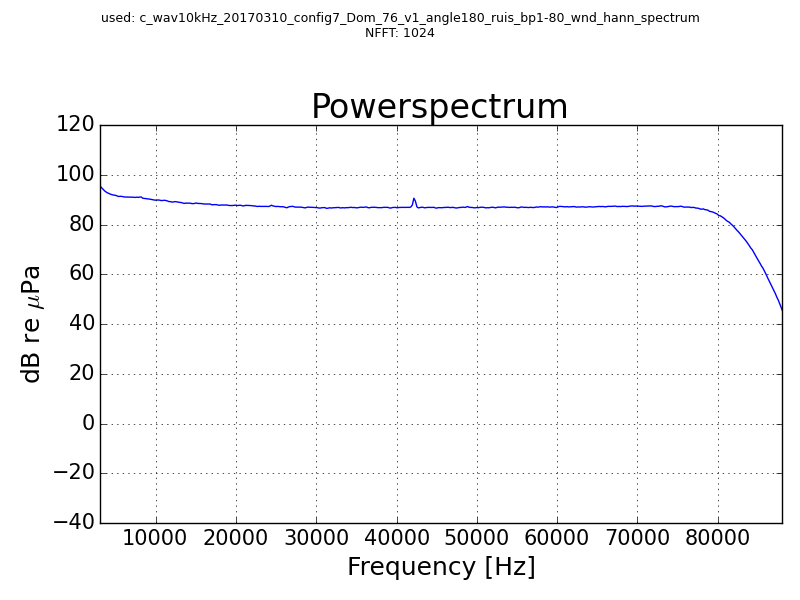 used: c_wav10kHz_20170310_config7_Dom_76_v1_angle180_ruis_bp1-80_wnd_hann_spectrum
NFFT: 1024
Powerspectrum
120
100
80
60
40
20
0
−20
−40
dB re μPa
10000 20000 30000 40000 50000 60000 70000 80000
Frequency [Hz]